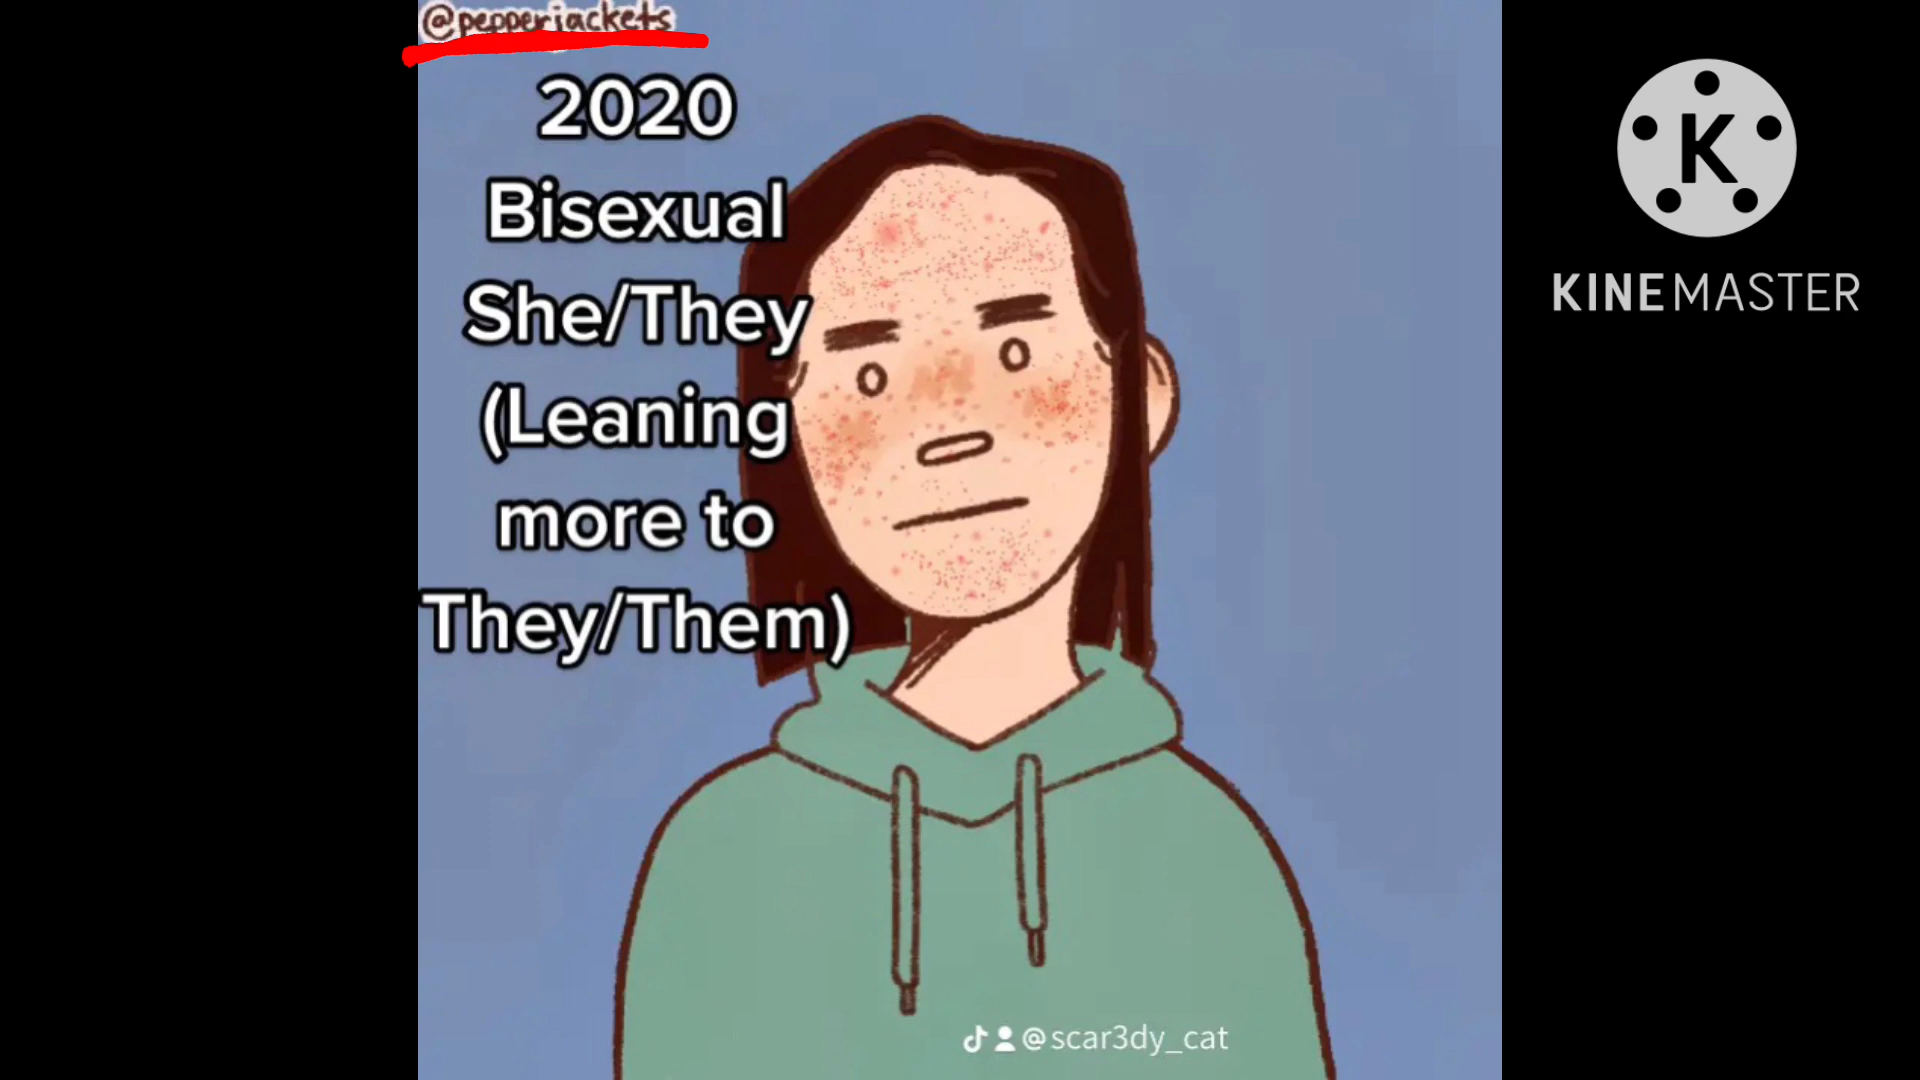 @pepperjackets
2020
Bisexual
She/They
(Leaning
more to
They/Them)
K
KINEMASTER
@scar3dy_cat